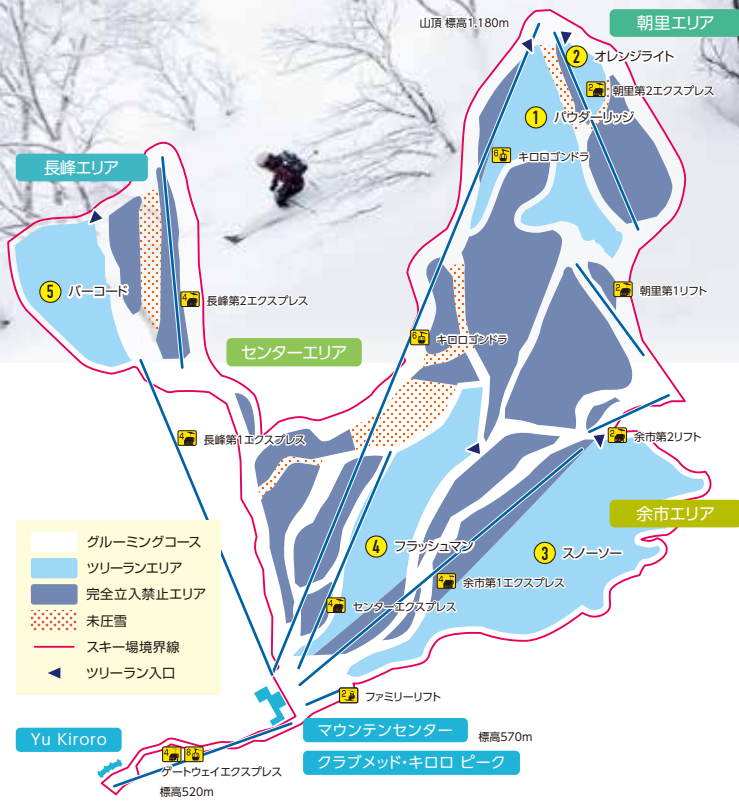 山頂 標高1,180m
朝里エリア
② オレンジライト
2 朝里第2エクスプレス
① パウダーリッジ
6 キロロゴンドラ
長峰エリア
⑤ バーコード
4 長峰第2エクスプレス
2 朝里第1リフト
6 キロロゴンドラ
センターエリア
4 長峰第1エクスプレス
2 余市第2リフト
余市エリア
④ フラッシュマン
③ スノーソー
4 余市第1エクスプレス
4 センターエクスプレス
グルーミングコース
ツリーランエリア
完全立入禁止エリア
未圧雪
スキー場境界線
ツリーラン入口
2 ファミリーリフト
マウンテンセンター
標高570m
クラブメッド・キロロ ピーク
Yu Kiroro
4 8
ゲートウェイエクスプレス
標高520m